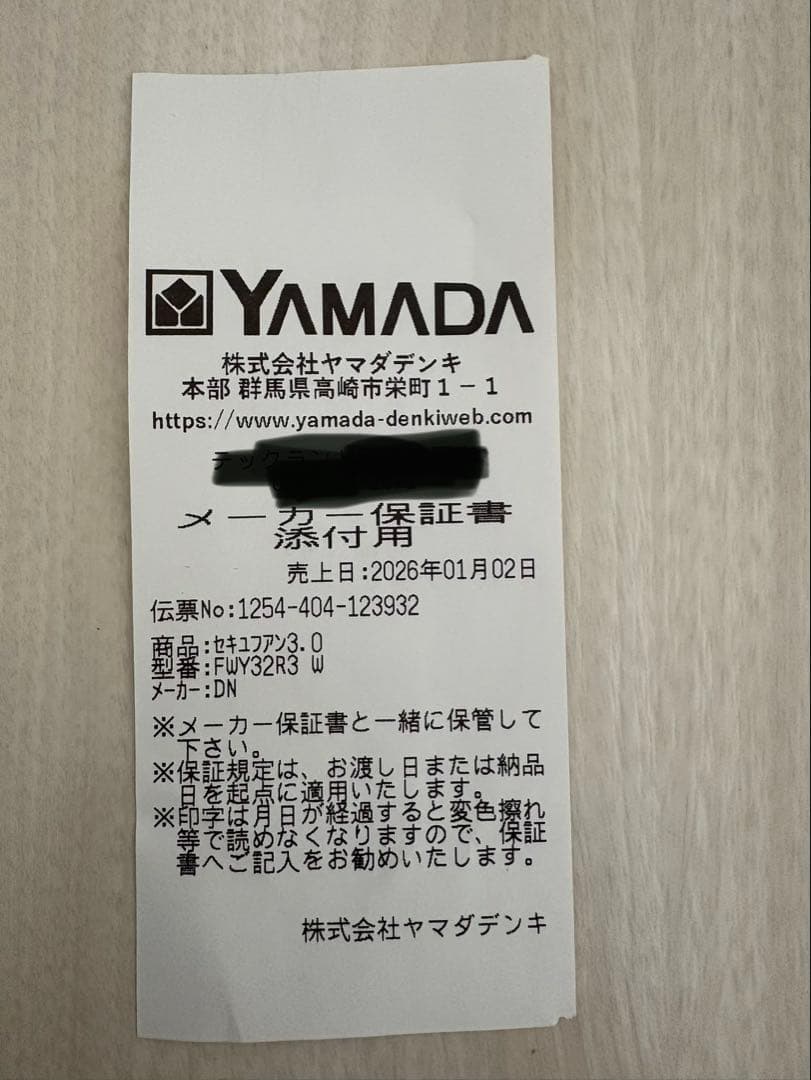 YAMADA
株式会社ヤマダデンキ
本部 群馬県高崎市栄町1-1
https://www.yamada-denkiweb.com
テックラン
メーカー保証書
添付用
売上日:2026年01月02日
伝票No:1254-404-123932
商品:ｾｷﾕﾌｱﾝ3.0
型番:FWY32R3 W
ﾒｰｶｰ:DN
※メーカー保証書と一緒に保管して
下さい。
※保証規定は、お渡し日または納品
日を起点に適用いたします。
※印字は月日が経過すると変色擦れ
等で読めなくなりますので、保証
書へご記入をお勧めいたします。
株式会社ヤマダデンキ